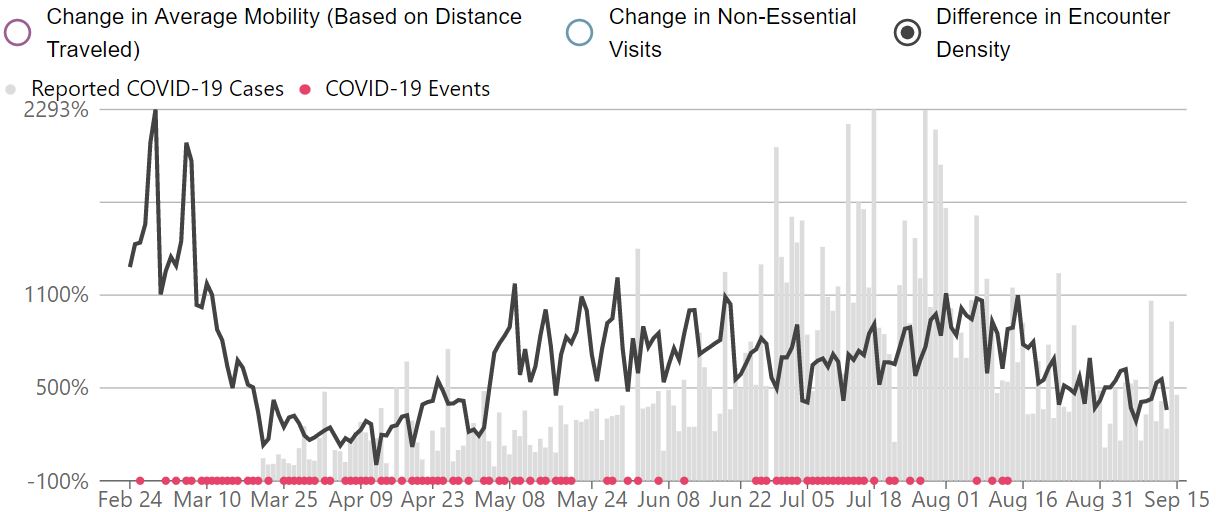 Change in Average Mobility (Based on Distance
Traveled)
Change in Non-Essential
Visits
Difference in Encounter
Density
Reported COVID-19 Cases
COVID-19 Events
2293%
1100%
500%
-100%
Feb 24 Mar 10 Mar 25 Apr 09 Apr 23 May 08 May 24 Jun 08 Jun 22 Jul 05 Jul 18 Aug 01 Aug 16 Aug 31 Sep 15